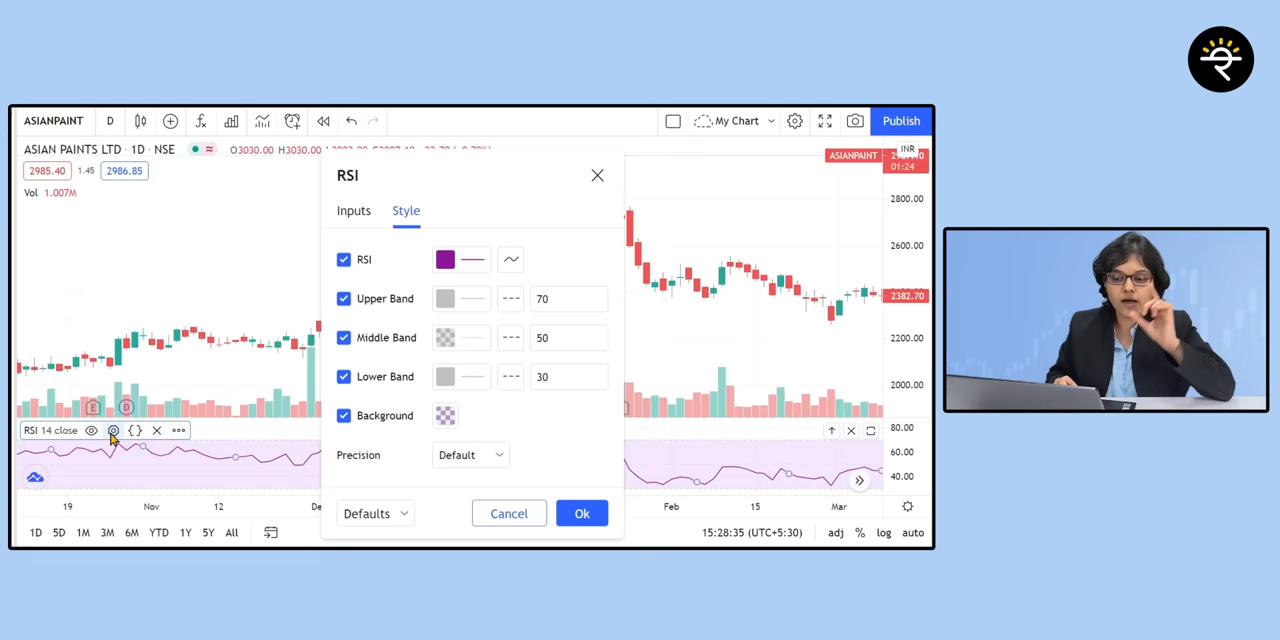 ASIANPAINT D My Chart Publish
ASIAN PAINTS LTD · 1D · NSE O3030.00 H3030.00
ASIANPAINT
INR
01:24
2985.40 1.45 2986.85
Vol 1.007M
RSI
Inputs Style
RSI
Upper Band 70
Middle Band 50
Lower Band 30
Background
Precision Default
Defaults Cancel Ok
2800.00
2600.00
2382.70
2200.00
2000.00
E D
RSI 14 close
80.00
60.00
40.00
19 Nov 12 Feb 15 Mar
1D 5D 1M 3M 6M YTD 1Y 5Y All 15:28:35 (UTC+5:30) adj % log auto